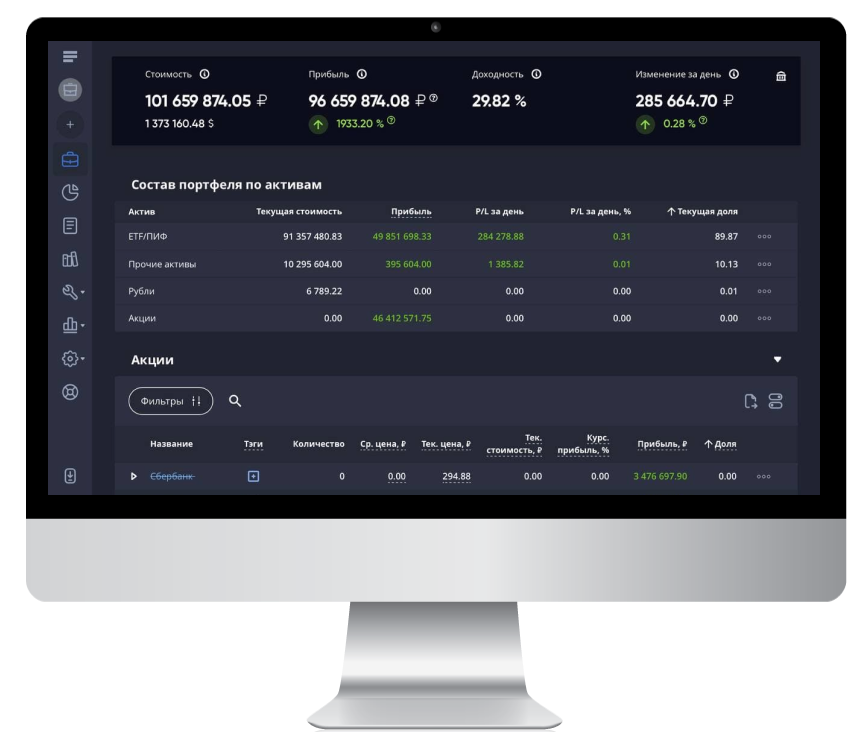 Стоимость
Прибыль
Доходность
Изменение за день
101 659 874.05 ₽
96 659 874.08 ₽
29.82 %
285 664.70 ₽
1 373 160.48 $
1933.20 %
0.28 %
Состав портфеля по активам
Актив Текущая стоимость Прибыль P/L за день P/L за день, % Текущая доля
ЕТF/ПИФ 91 357 480.83 49 851 698.33 284 278.88 0.31 89.87
Прочие активы 10 295 604.00 395 604.00 1 385.82 0.01 10.13
Рубли 6 789.22 0.00 0.00 0.00 0.01
Акции 0.00 46 412 571.75 0.00 0.00 0.00
Акции
Фильтры
Название Тэги Количество Ср. цена, ₽ Тек. цена, ₽ Тек. стоимость, ₽ Курс. прибыль, % Прибыль, ₽ Доля
Сбербанк 0 0.00 294.88 0.00 0.00 3 476 697.90 0.00